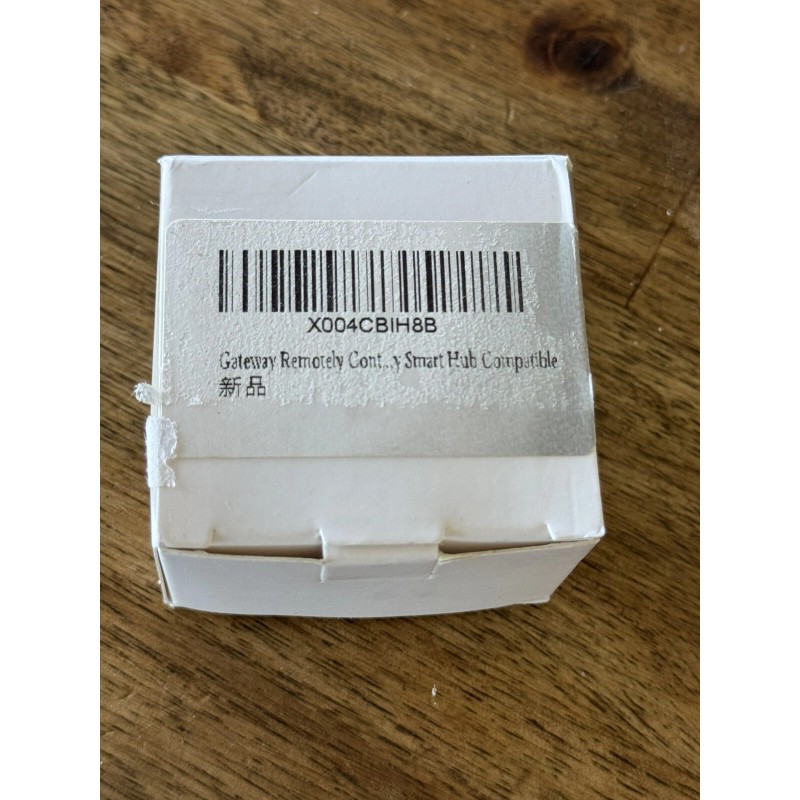 X004CBIH8B
Gateway Remotely Cont...y Smart Hub Compatible
新品